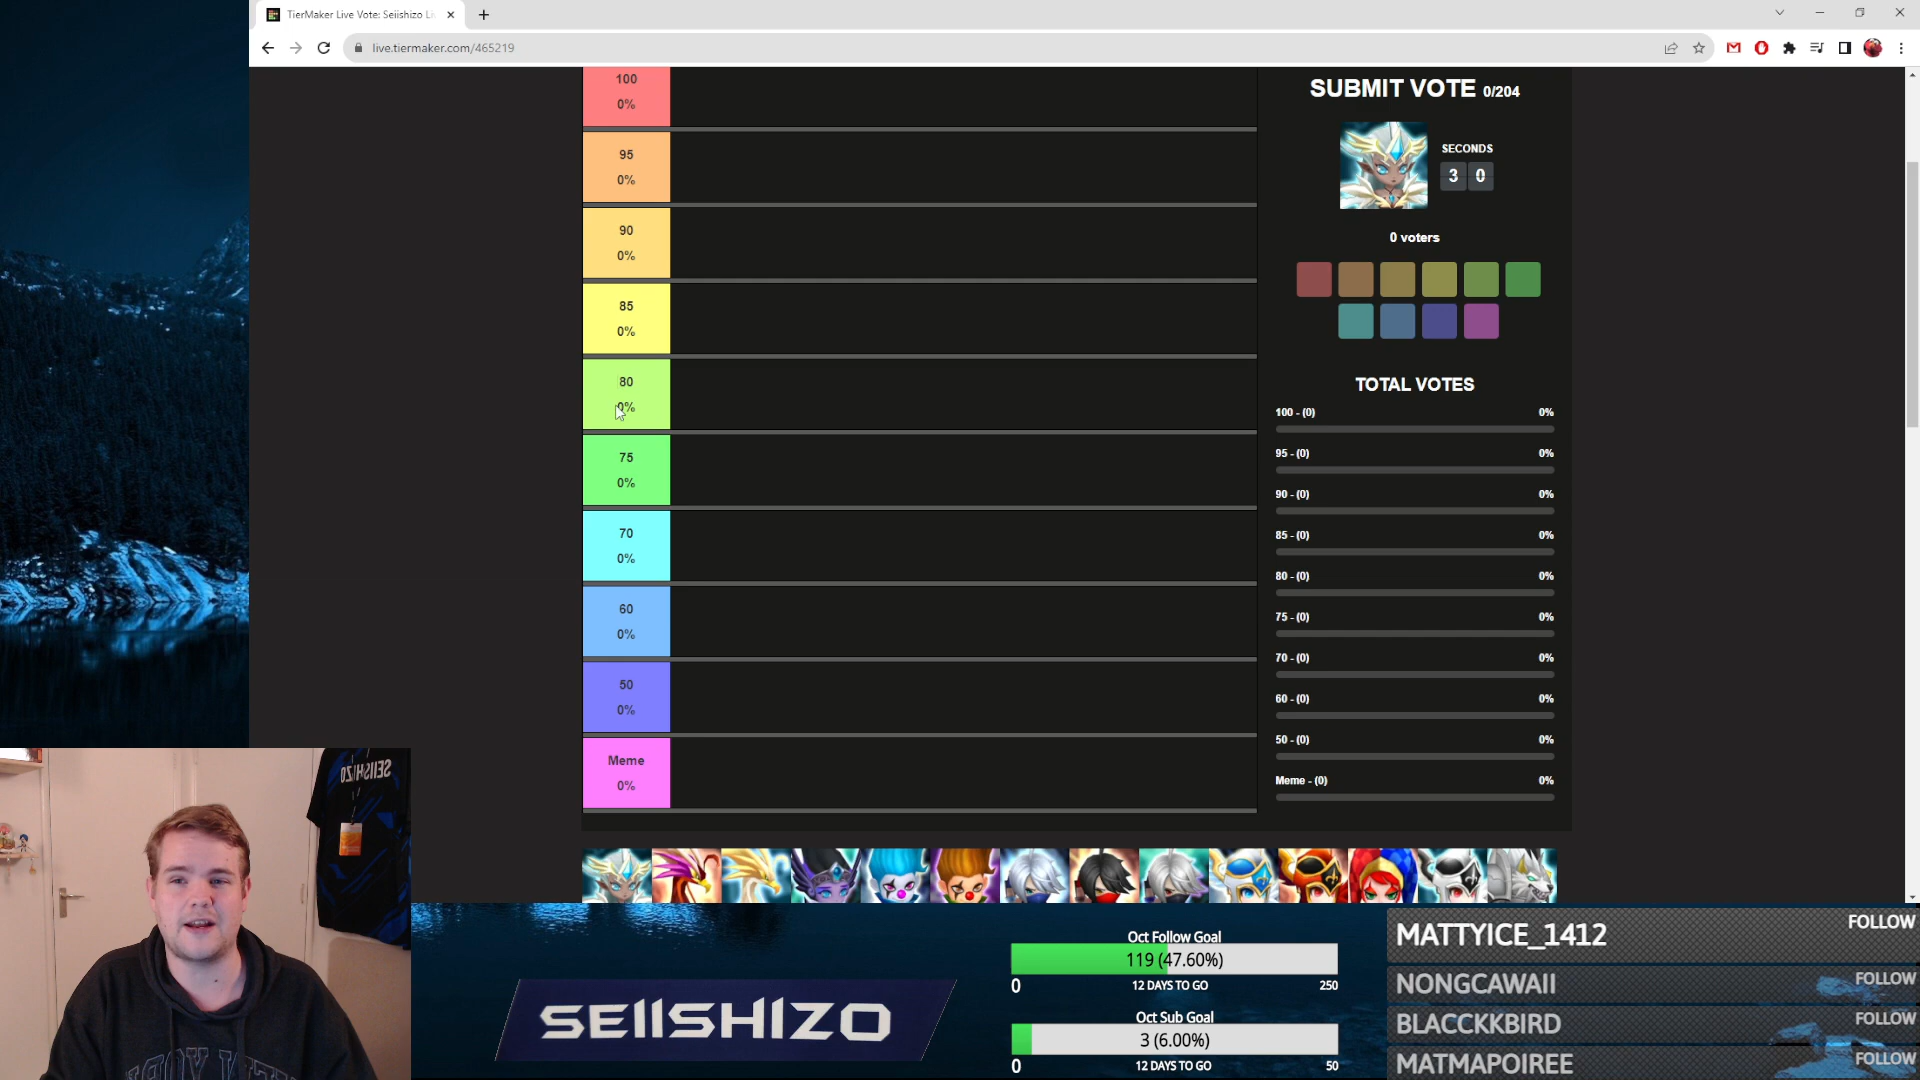 TierMaker Live Vote: Seiishizo Li
live.tiermaker.com/465219
100
0%
95
0%
90
0%
85
0%
80
0%
75
0%
70
0%
60
0%
50
0%
Meme
0%
SUBMIT VOTE 0/204
SECONDS
3 0
0 voters
TOTAL VOTES
100 - (0) 0%
95 - (0) 0%
90 - (0) 0%
85 - (0) 0%
80 - (0) 0%
75 - (0) 0%
70 - (0) 0%
60 - (0) 0%
50 - (0) 0%
Meme - (0) 0%
SEIISHIZO
SEIISHIZO
Oct Follow Goal
119 (47.60%)
0 12 DAYS TO GO 250
Oct Sub Goal
3 (6.00%)
0 12 DAYS TO GO 50
MATTYICE_1412 FOLLOW
NONGCAWAII FOLLOW
BLACCKKBIRD FOLLOW
MATMAPOIREE FOLLOW